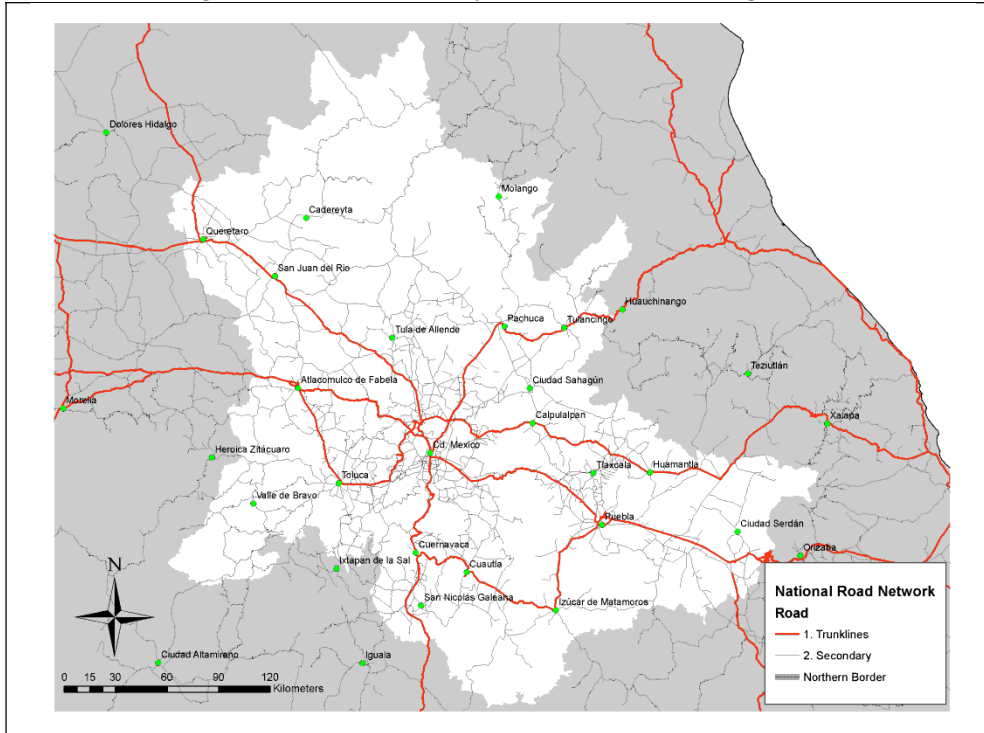 Dolores Hidalgo
Molango
Cadereyta
Queretaro
San Juan del Rio
Huauchinango
Pachuca
Tulancingo
Tula de Allende
Teziutlán
Atlacomulco de Fabela
Ciudad Sahagún
Morelia
Calpulalpan
Xalapa
Heroica Zitácuaro
Cd. Mexico
Tlaxcala
Huamantla
Toluca
Valle de Bravo
Puebla
Ciudad Serdán
Cuernavaca
Orizaba
Ixtapan de la Sal
Cuautla
San Nicolás Galeana
Izúcar de Matamoros
N
Ciudad Altamirano
Iguala
0 15 30 60 90 120
Kilometers
National Road Network
Road
1. Trunklines
2. Secondary
Northern Border